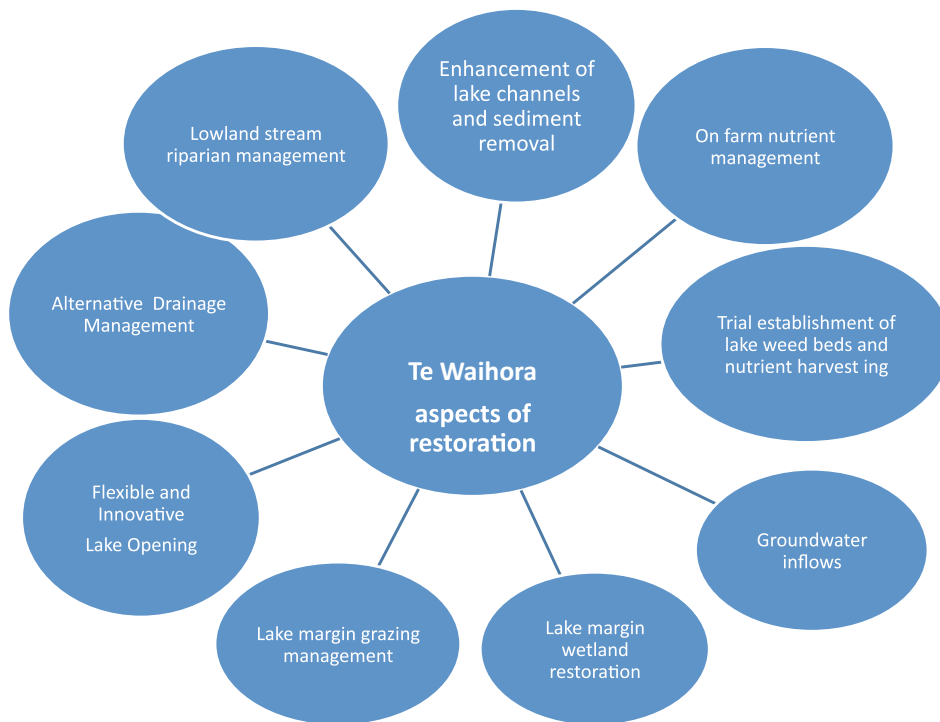 Enhancement of
lake channels
and sediment
removal
On farm nutrient
management
Trial establishment of
lake weed beds and
nutrient harvest ing
Groundwater
inflows
Lake margin
wetland
restoration
Lake margin grazing
management
Flexible and
Innovative
Lake Opening
Alternative  Drainage
Management
Lowland stream
riparian management
Te Waihora
aspects of
restoration